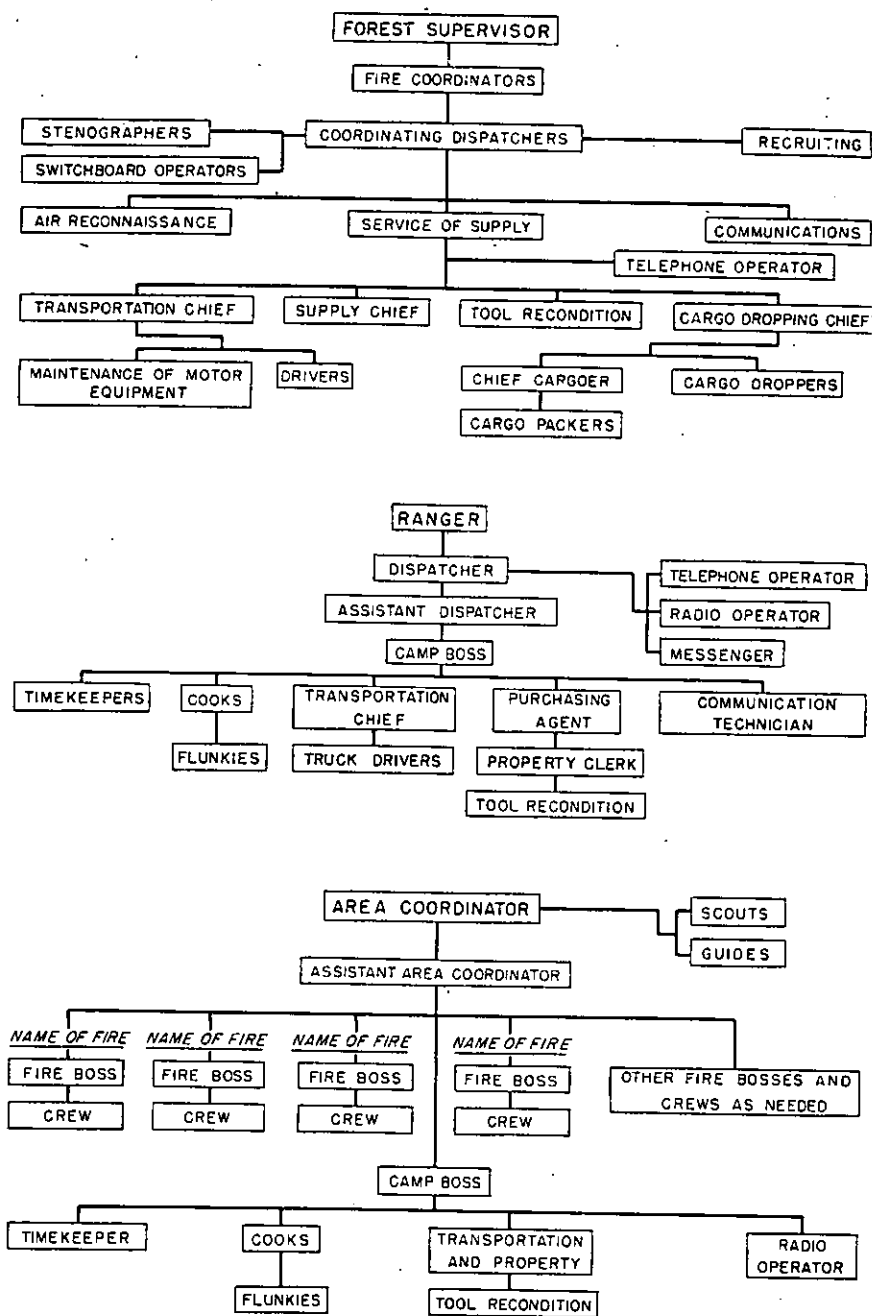 FOREST SUPERVISOR
FIRE COORDINATORS
STENOGRAPHERS
COORDINATING DISPATCHERS
RECRUITING
SWITCHBOARD OPERATORS
AIR RECONNAISSANCE
SERVICE OF SUPPLY
COMMUNICATIONS
TELEPHONE OPERATOR
TRANSPORTATION CHIEF
SUPPLY CHIEF
TOOL RECONDITION
CARGO DROPPING CHIEF
MAINTENANCE OF MOTOR
EQUIPMENT
DRIVERS
CHIEF CARGOER
CARGO DROPPERS
CARGO PACKERS
RANGER
DISPATCHER
TELEPHONE OPERATOR
ASSISTANT DISPATCHER
RADIO OPERATOR
CAMP BOSS
MESSENGER
TIMEKEEPERS
COOKS
TRANSPORTATION
CHIEF
PURCHASING
AGENT
COMMUNICATION
TECHNICIAN
FLUNKIES
TRUCK DRIVERS
PROPERTY CLERK
TOOL RECONDITION
AREA COORDINATOR
SCOUTS
GUIDES
ASSISTANT AREA COORDINATOR
NAME OF FIRE
NAME OF FIRE
NAME OF FIRE
NAME OF FIRE
FIRE BOSS
FIRE BOSS
FIRE BOSS
FIRE BOSS
OTHER FIRE BOSSES AND
CREWS AS NEEDED
CREW
CREW
CREW
CREW
CAMP BOSS
TIMEKEEPER
COOKS
TRANSPORTATION
AND PROPERTY
RADIO
OPERATOR
FLUNKIES
TOOL RECONDITION